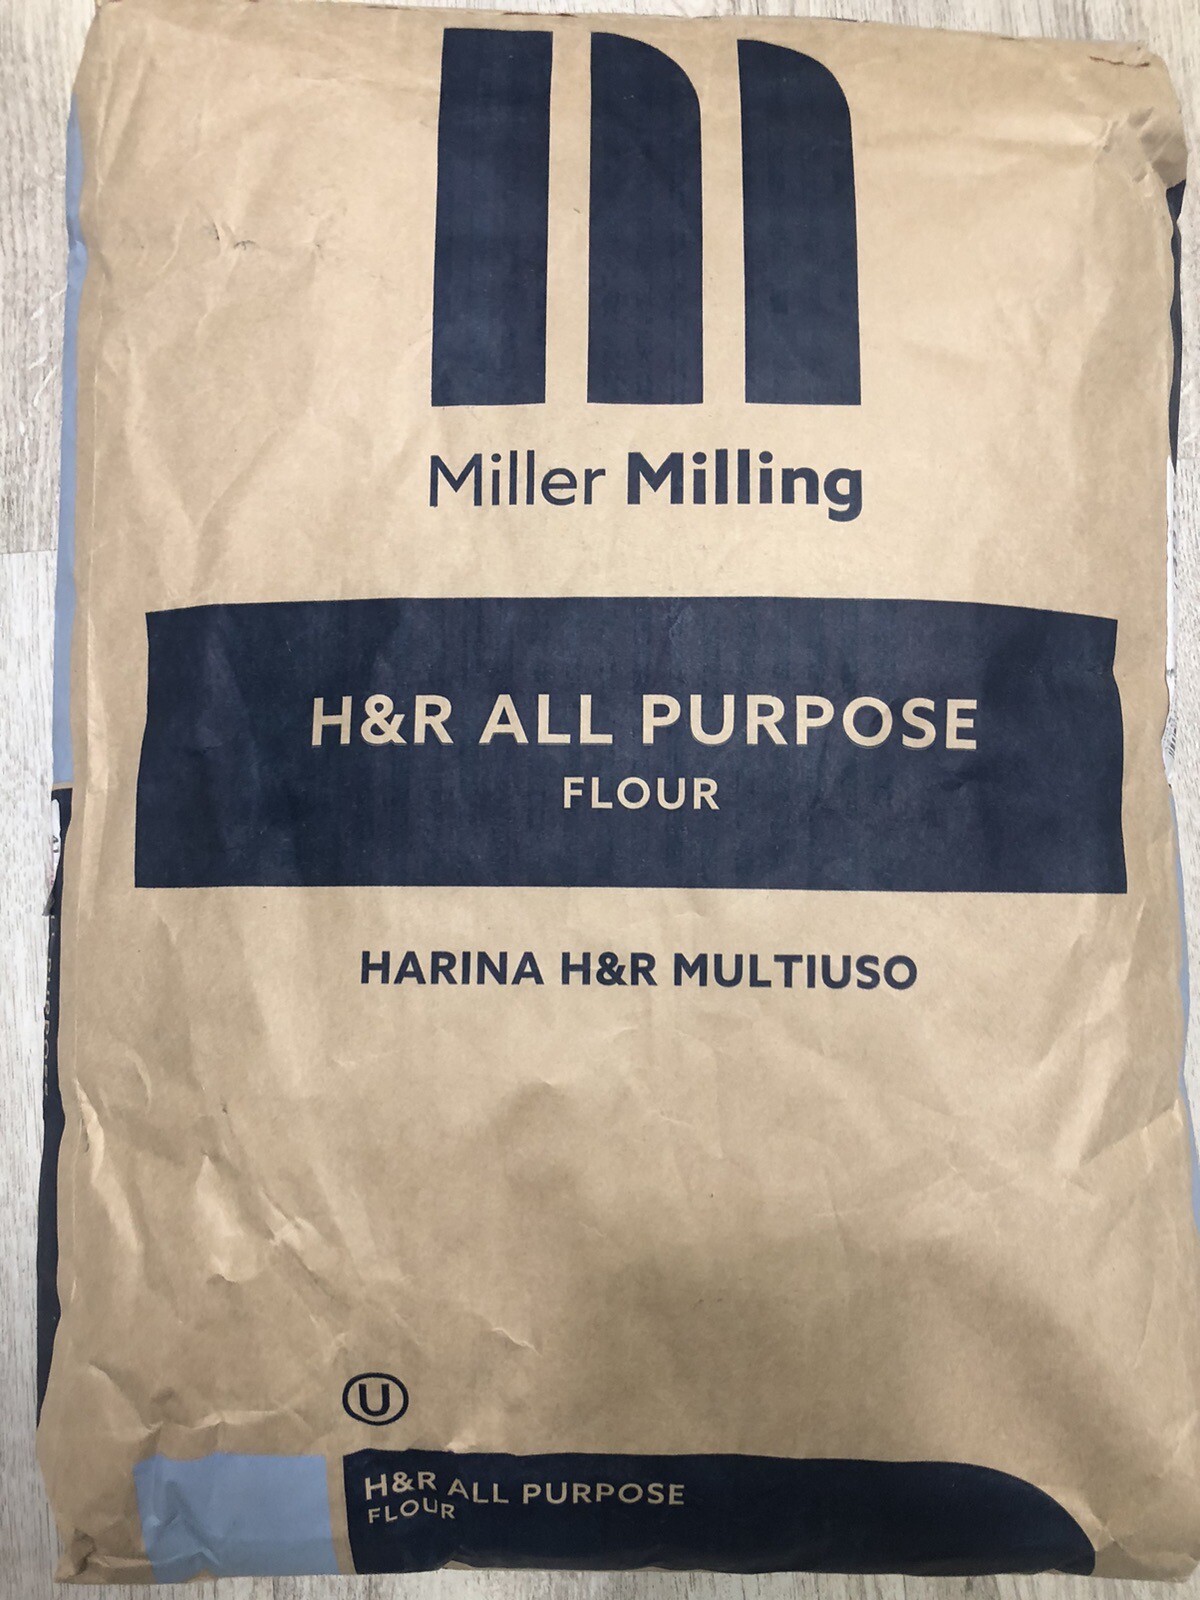 Miller Milling
H&R ALL PURPOSE
FLOUR
HARINA H&R MULTIUSO
U
H&R ALL PURPOSE
FLOUR